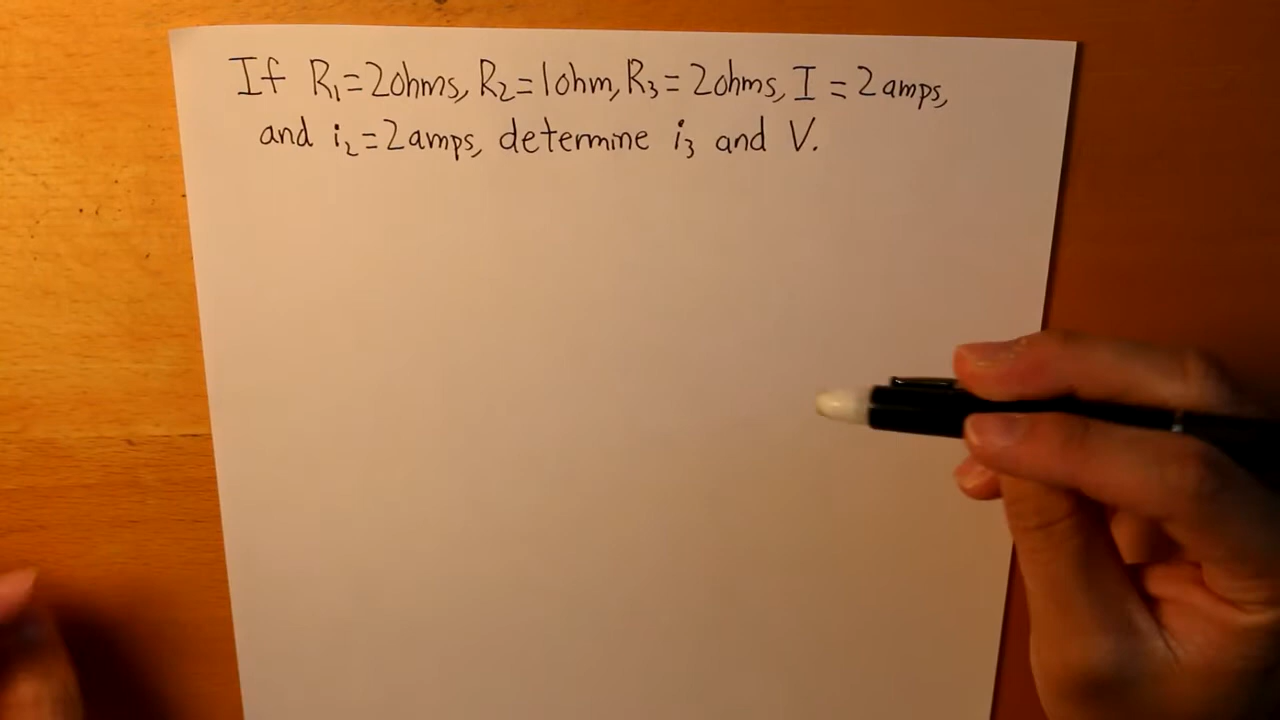 If R₁=2ohms, R₂=1ohm, R₃=2ohms, I=2amps,
and i₂=2amps, determine i₃ and V.